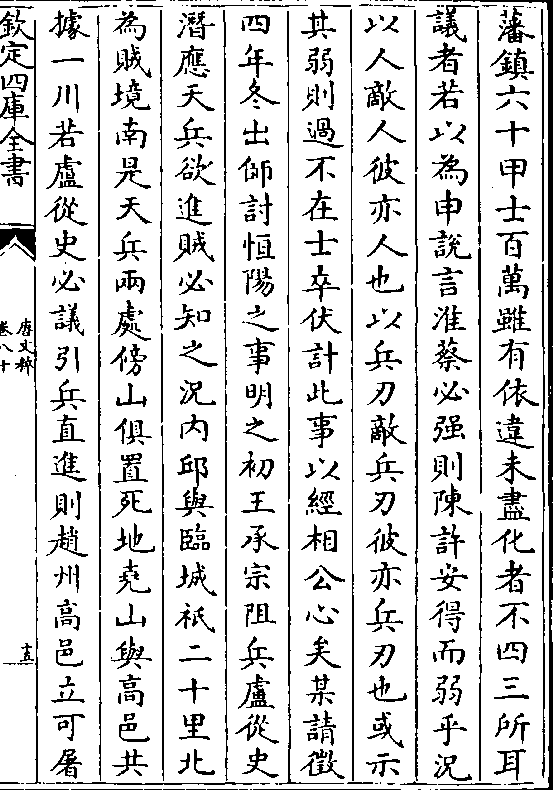 藩鎮六十甲士百萬雖有依違未盡化者不四三所耳
議者若以為申說言淮蔡必强則陳許安得而弱乎況
以人敵人彼亦人也以兵刃敵兵刃彼亦兵刃也或示
其弱則過不在士卒伏計此事以經相公心矣某請徵
四年冬出師討恒陽之事明之初王承宗阻兵盧從史
潛應天兵欲進賊必知之況内邱與臨城袛二十里北
為賊境南是天兵兩處傍山俱置死地堯山與高邑共
據一川若盧從史必議引兵直進則趙州高邑立可屠
欽定四庫全書
唐文粹
卷八十
十五